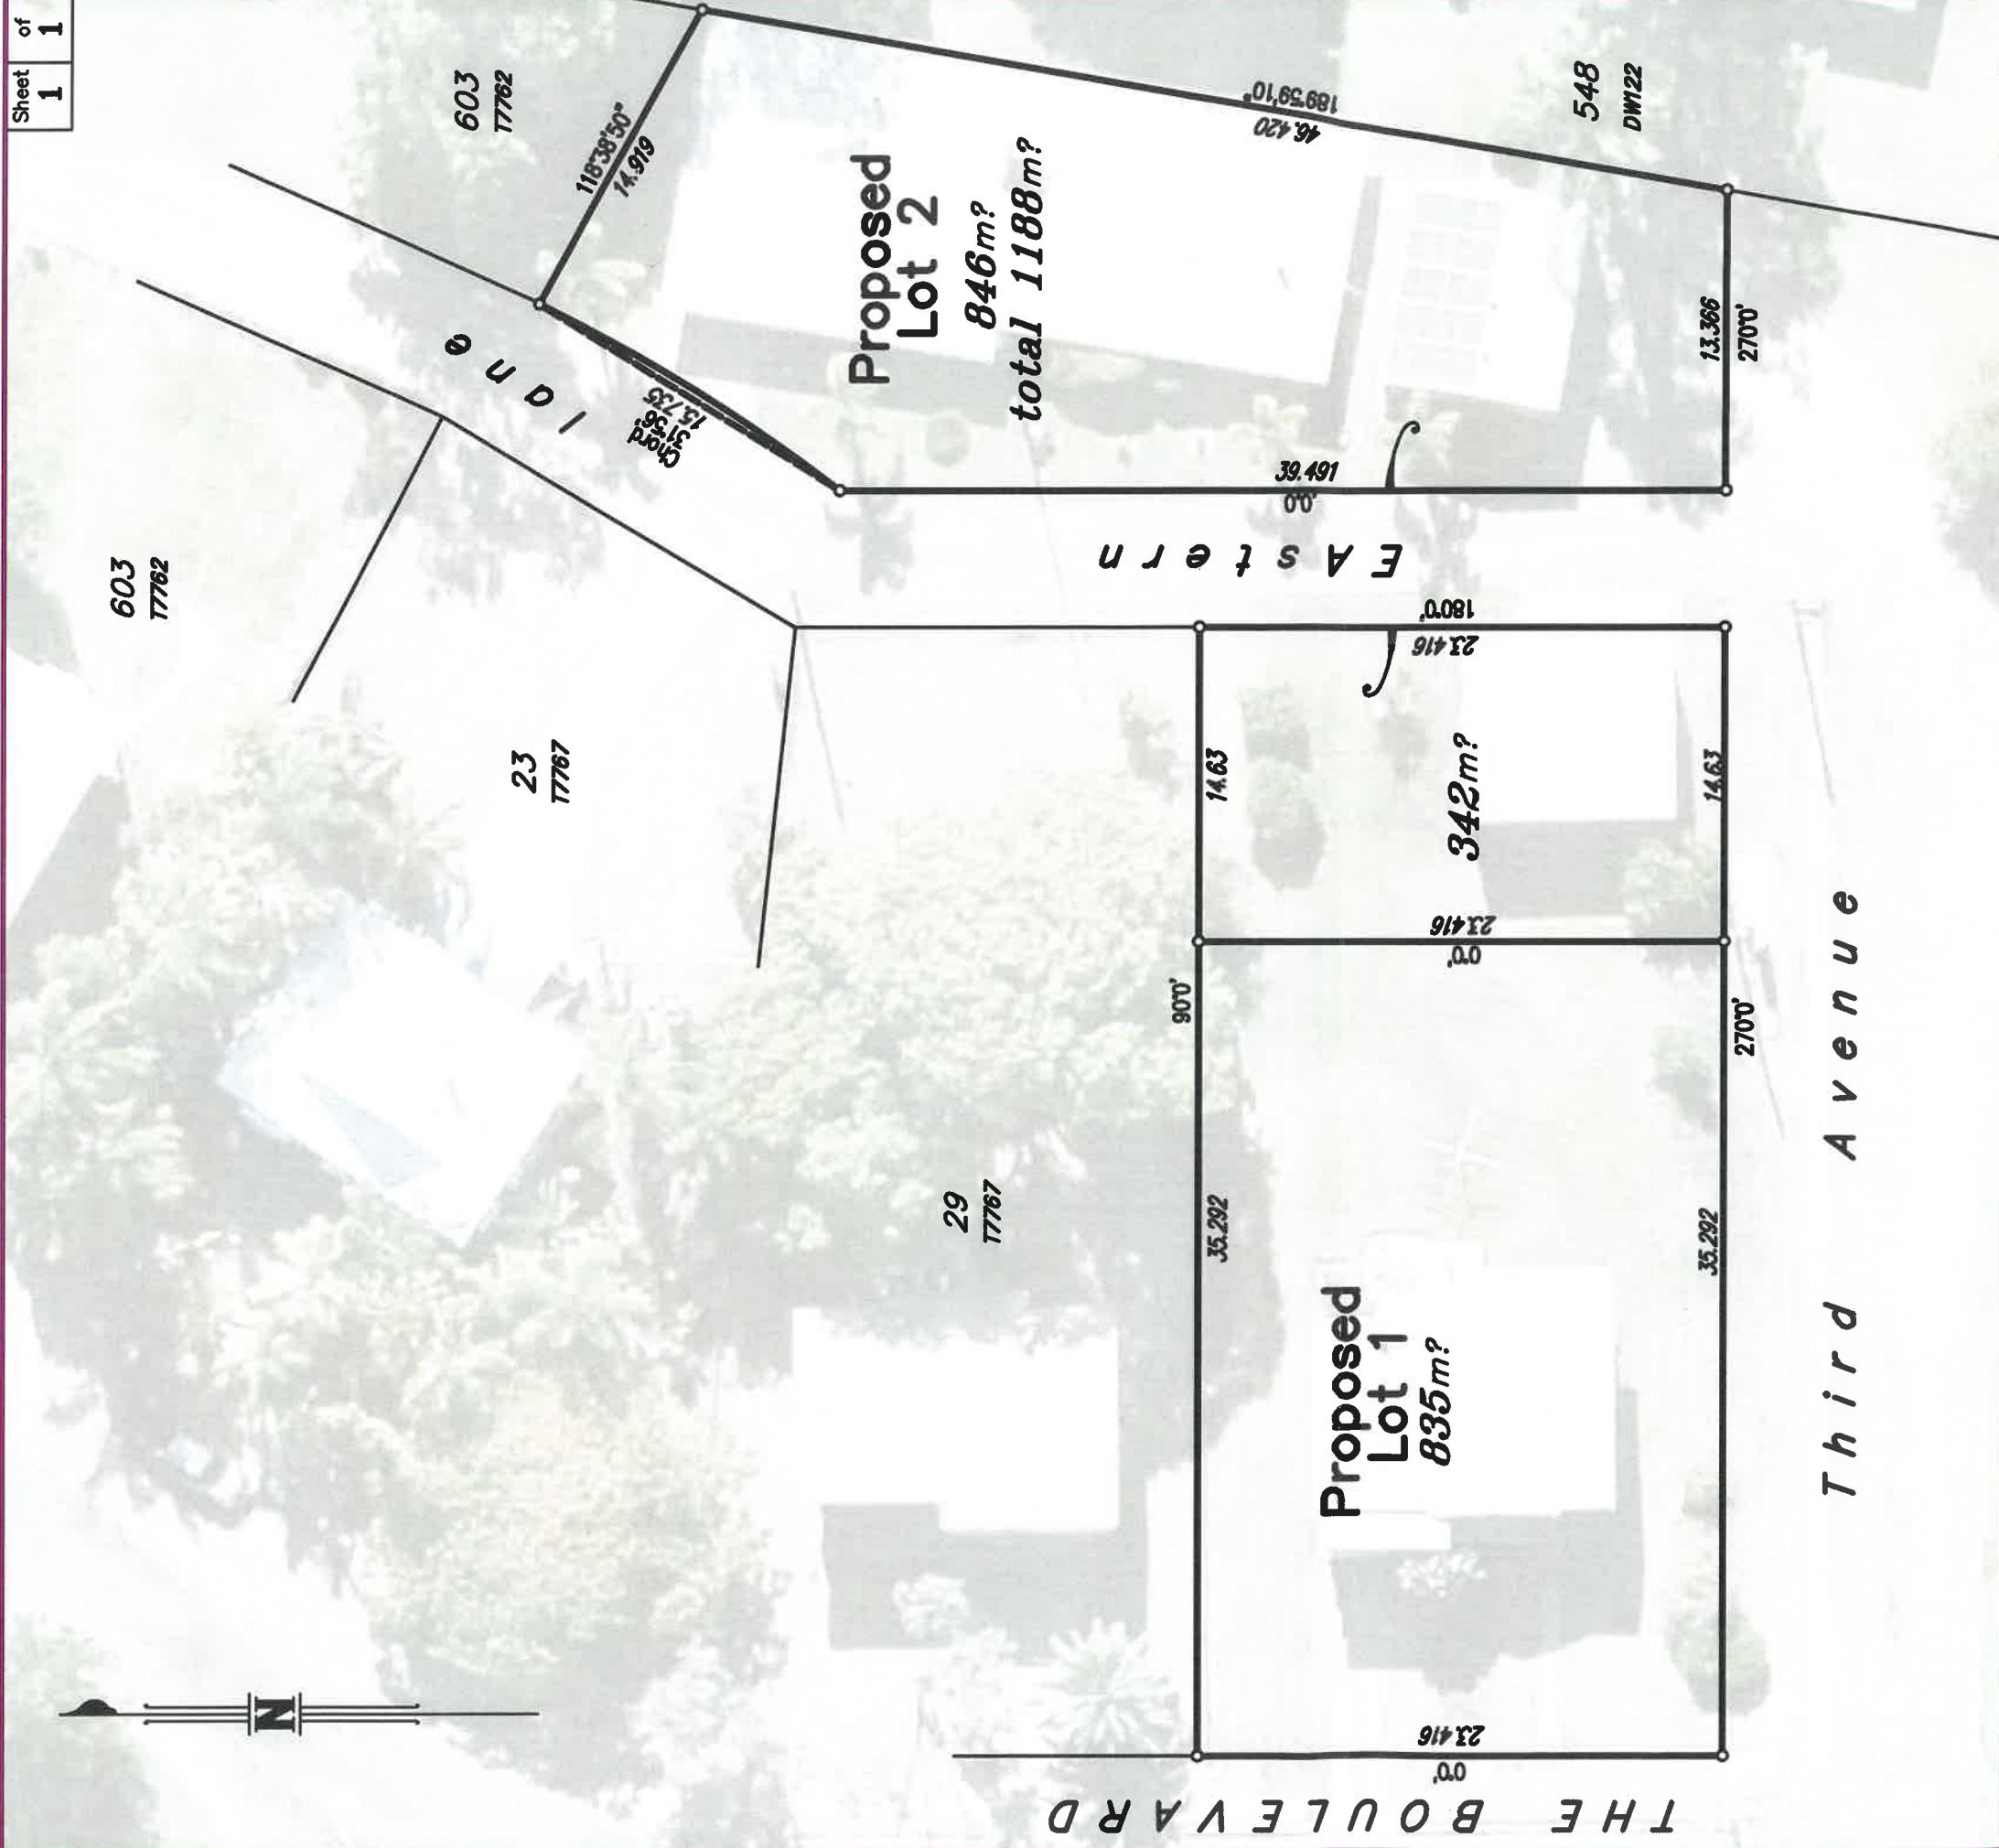 Sheet of
1 1
603
T7762
118°38'50"
14.919
603
T7762
lane
Chord
31°56'
15.735
Proposed
Lot 2
846m?
total 1188m?
189°59'10"
46.420
548
DW122
39.491
0°0'
13.366
270°0'
EAstern
23
T7767
180°0'
23.416
14.63
342m?
14.63
23.416
0°0'
90°0'
270°0'
29
T7767
35.292
35.292
Proposed
Lot 1
835m?
23.416
0°0'
Third Avenue
THE BOULEVARD
N